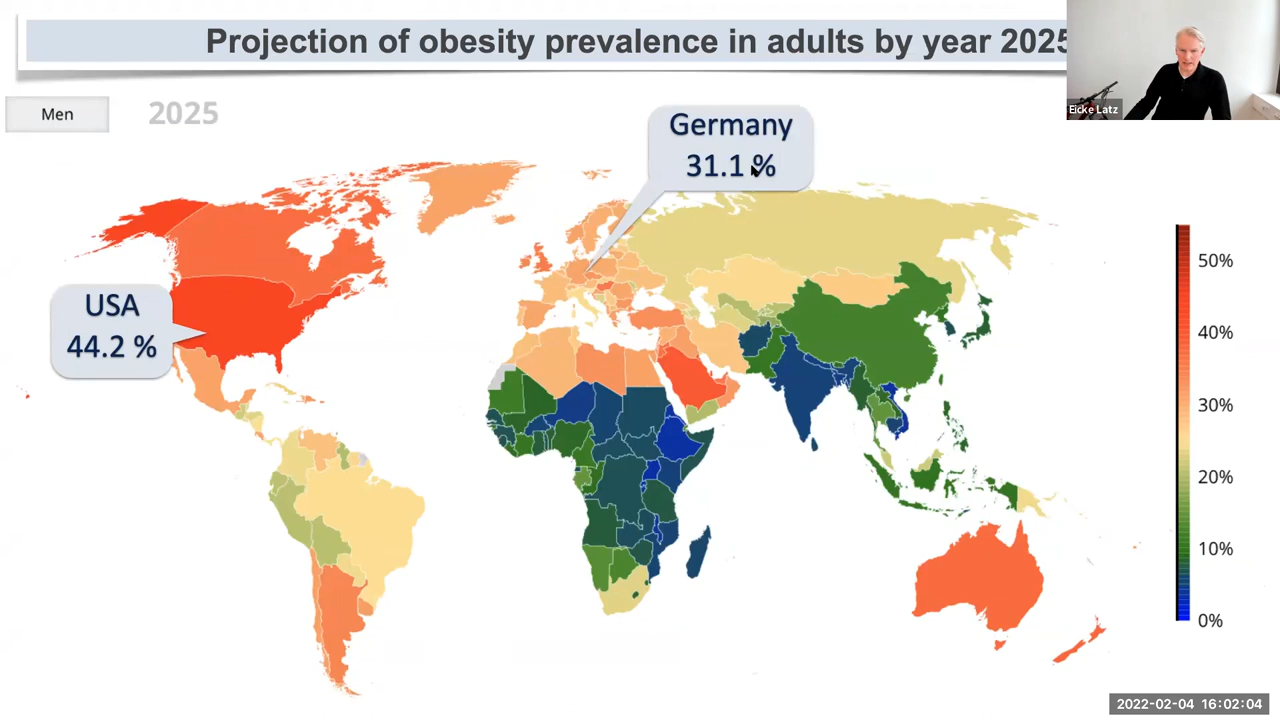 Projection of obesity prevalence in adults by year 2025
Eicke Latz
Men
2025
Germany
31.1 %
USA
44.2 %
50%
40%
30%
20%
10%
0%
2022-02-04 16:02:04